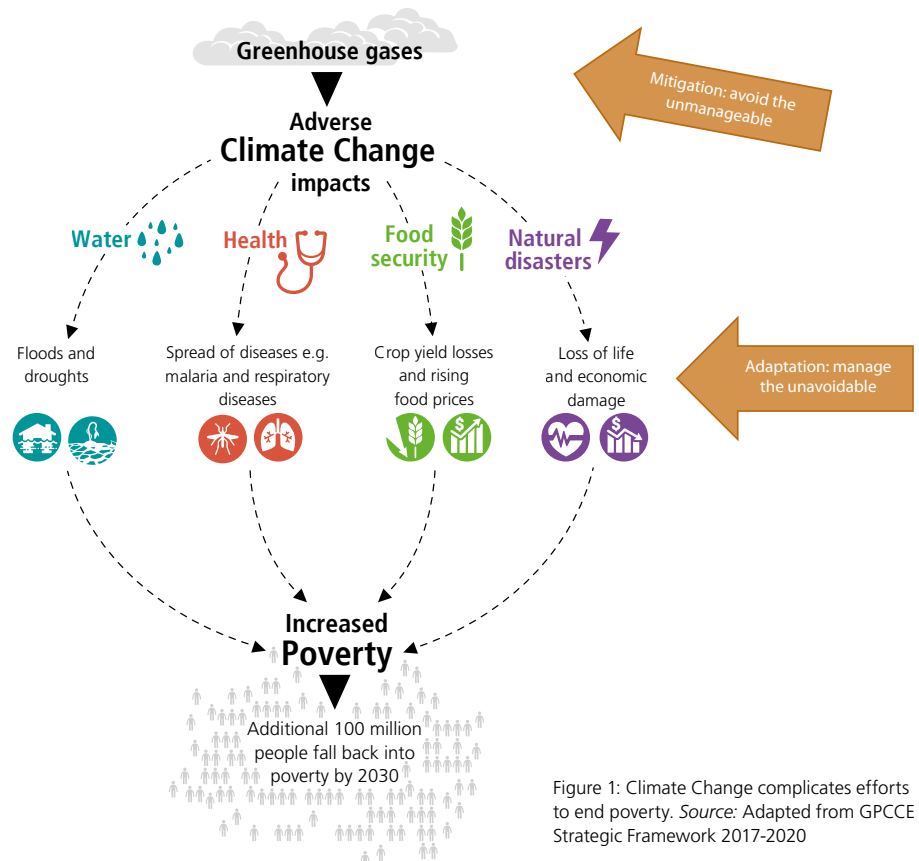 Greenhouse gases
Mitigation: avoid the
unmanageable
Adverse
Climate Change
impacts
Water
Health
Food
security
Natural
disasters
Floods and
droughts
Spread of diseases e.g.
malaria and respiratory
diseases
Crop yield losses
and rising
food prices
Loss of life
and economic
damage
Adaptation: manage
the unavoidable
$
$
Increased
Poverty
Additional 100 million
people fall back into
poverty by 2030
Figure 1: Climate Change complicates efforts
to end poverty. Source: Adapted from GPCCE
Strategic Framework 2017-2020